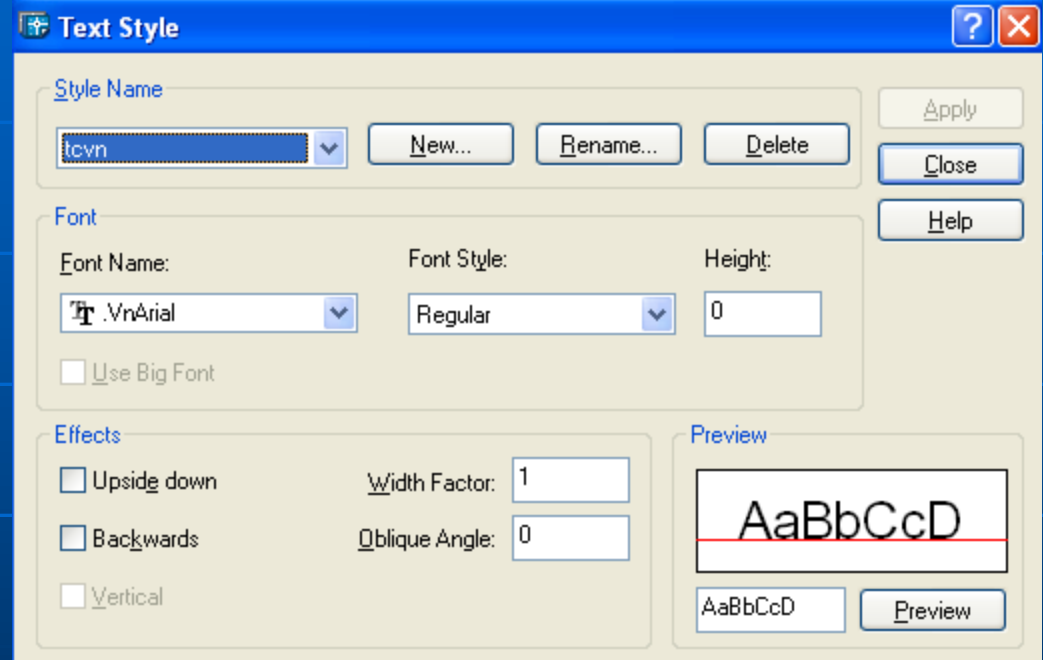 Text Style
Style Name
tcvn
New...
Rename...
Delete
Apply
Close
Help
Font
Font Name:
Font Style:
Height:
.VnArial
Regular
0
Use Big Font
Effects
Upside down
Width Factor:
1
Backwards
Oblique Angle:
0
Vertical
Preview
AaBbCcD
AaBbCcD
Preview